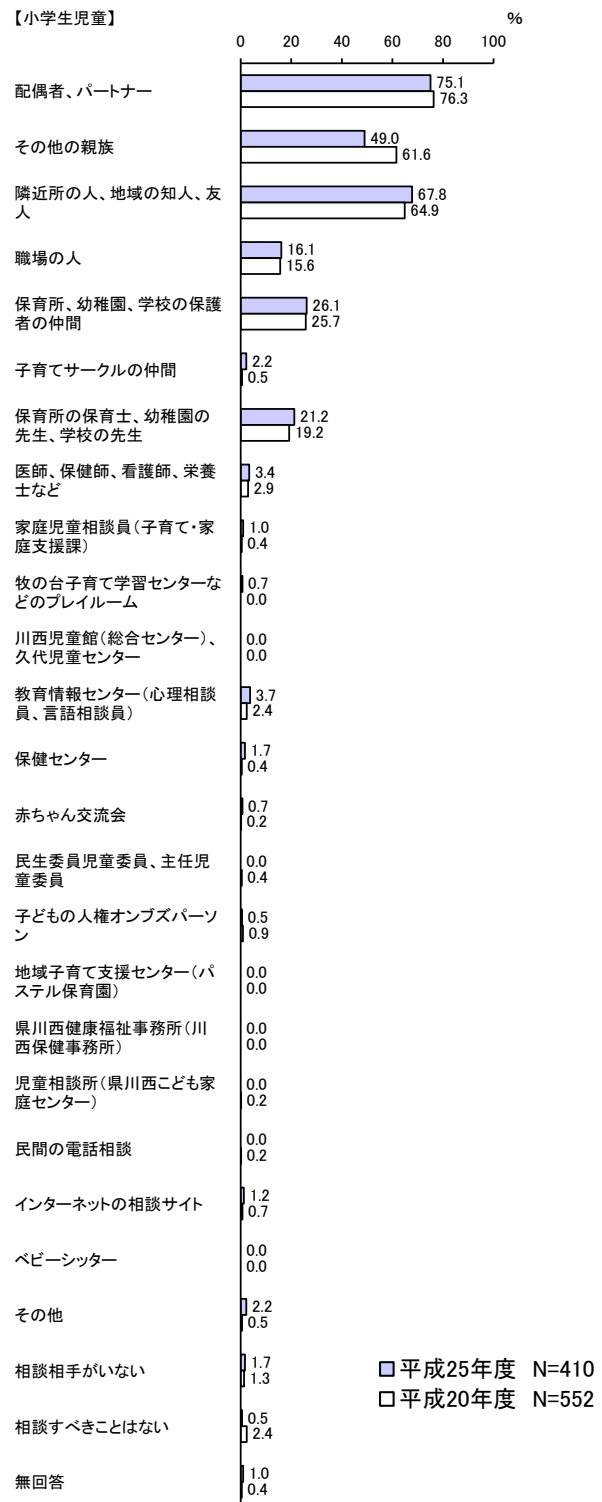 【小学生児童】
%
0 20 40 60 80 100
配偶者、パートナー
75.1
76.3
その他の親族
49.0
61.6
隣近所の人、地域の知人、友
人
67.8
64.9
職場の人
16.1
15.6
保育所、幼稚園、学校の保護
者の仲間
26.1
25.7
子育てサークルの仲間
2.2
0.5
保育所の保育士、幼稚園の
先生、学校の先生
21.2
19.2
医師、保健師、看護師、栄養
士など
3.4
2.9
家庭児童相談員（子育て・家
庭支援課）
1.0
0.4
牧の台子育て学習センターな
どのプレイルーム
0.7
0.0
川西児童館（総合センター）、
久代児童センター
0.0
0.0
教育情報センター（心理相談
員、言語相談員）
3.7
2.4
保健センター
1.7
0.4
赤ちゃん交流会
0.7
0.2
民生委員児童委員、主任児
童委員
0.0
0.4
子どもの人権オンブズパーソ
ン
0.5
0.9
地域子育て支援センター（パ
ステル保育園）
0.0
0.0
県川西健康福祉事務所（川
西保健事務所）
0.0
0.0
児童相談所（県川西こども家
庭センター）
0.0
0.2
民間の電話相談
0.0
0.2
インターネットの相談サイト
1.2
0.7
ベビーシッター
0.0
0.0
その他
2.2
0.5
相談相手がいない
1.7
1.3
相談すべきことはない
0.5
2.4
無回答
1.0
0.4
平成25年度 N=410
平成20年度 N=552